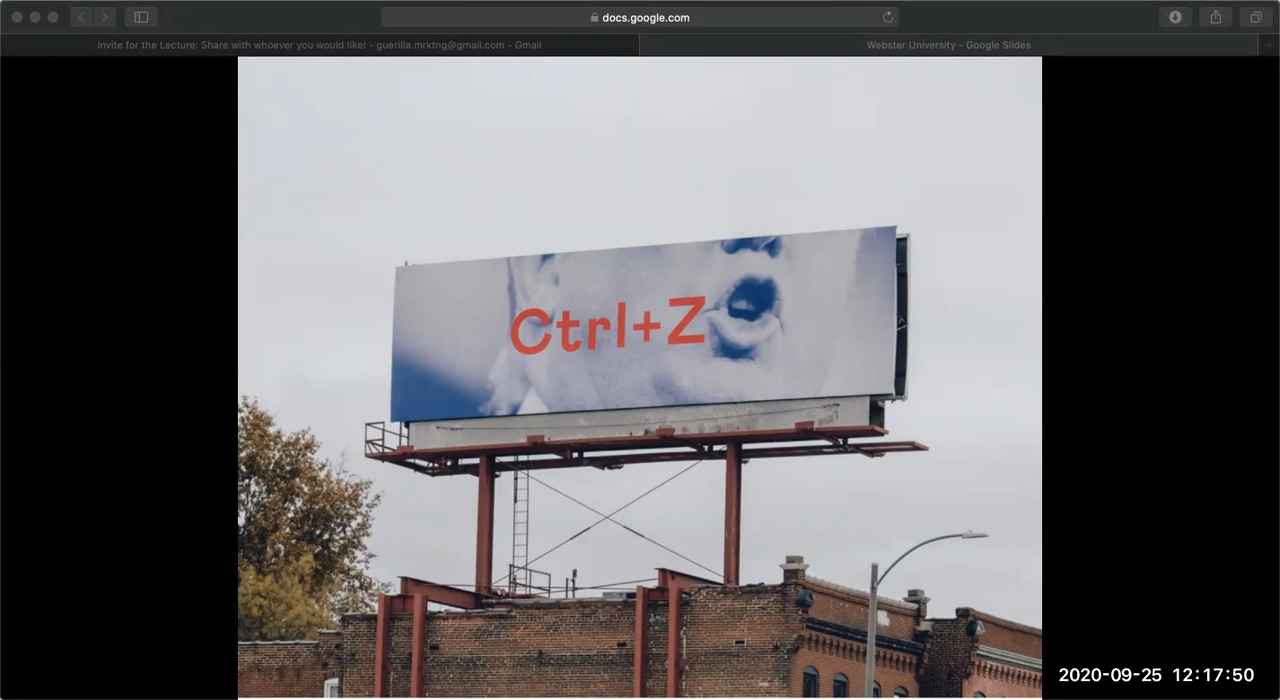 docs.google.com
Invite for the Lecture: Share with whoever you would like! - guerilla.mrktng@gmail.com - Gmail
Webster University - Google Slides
Ctrl+Z
2020-09-25 12:17:50